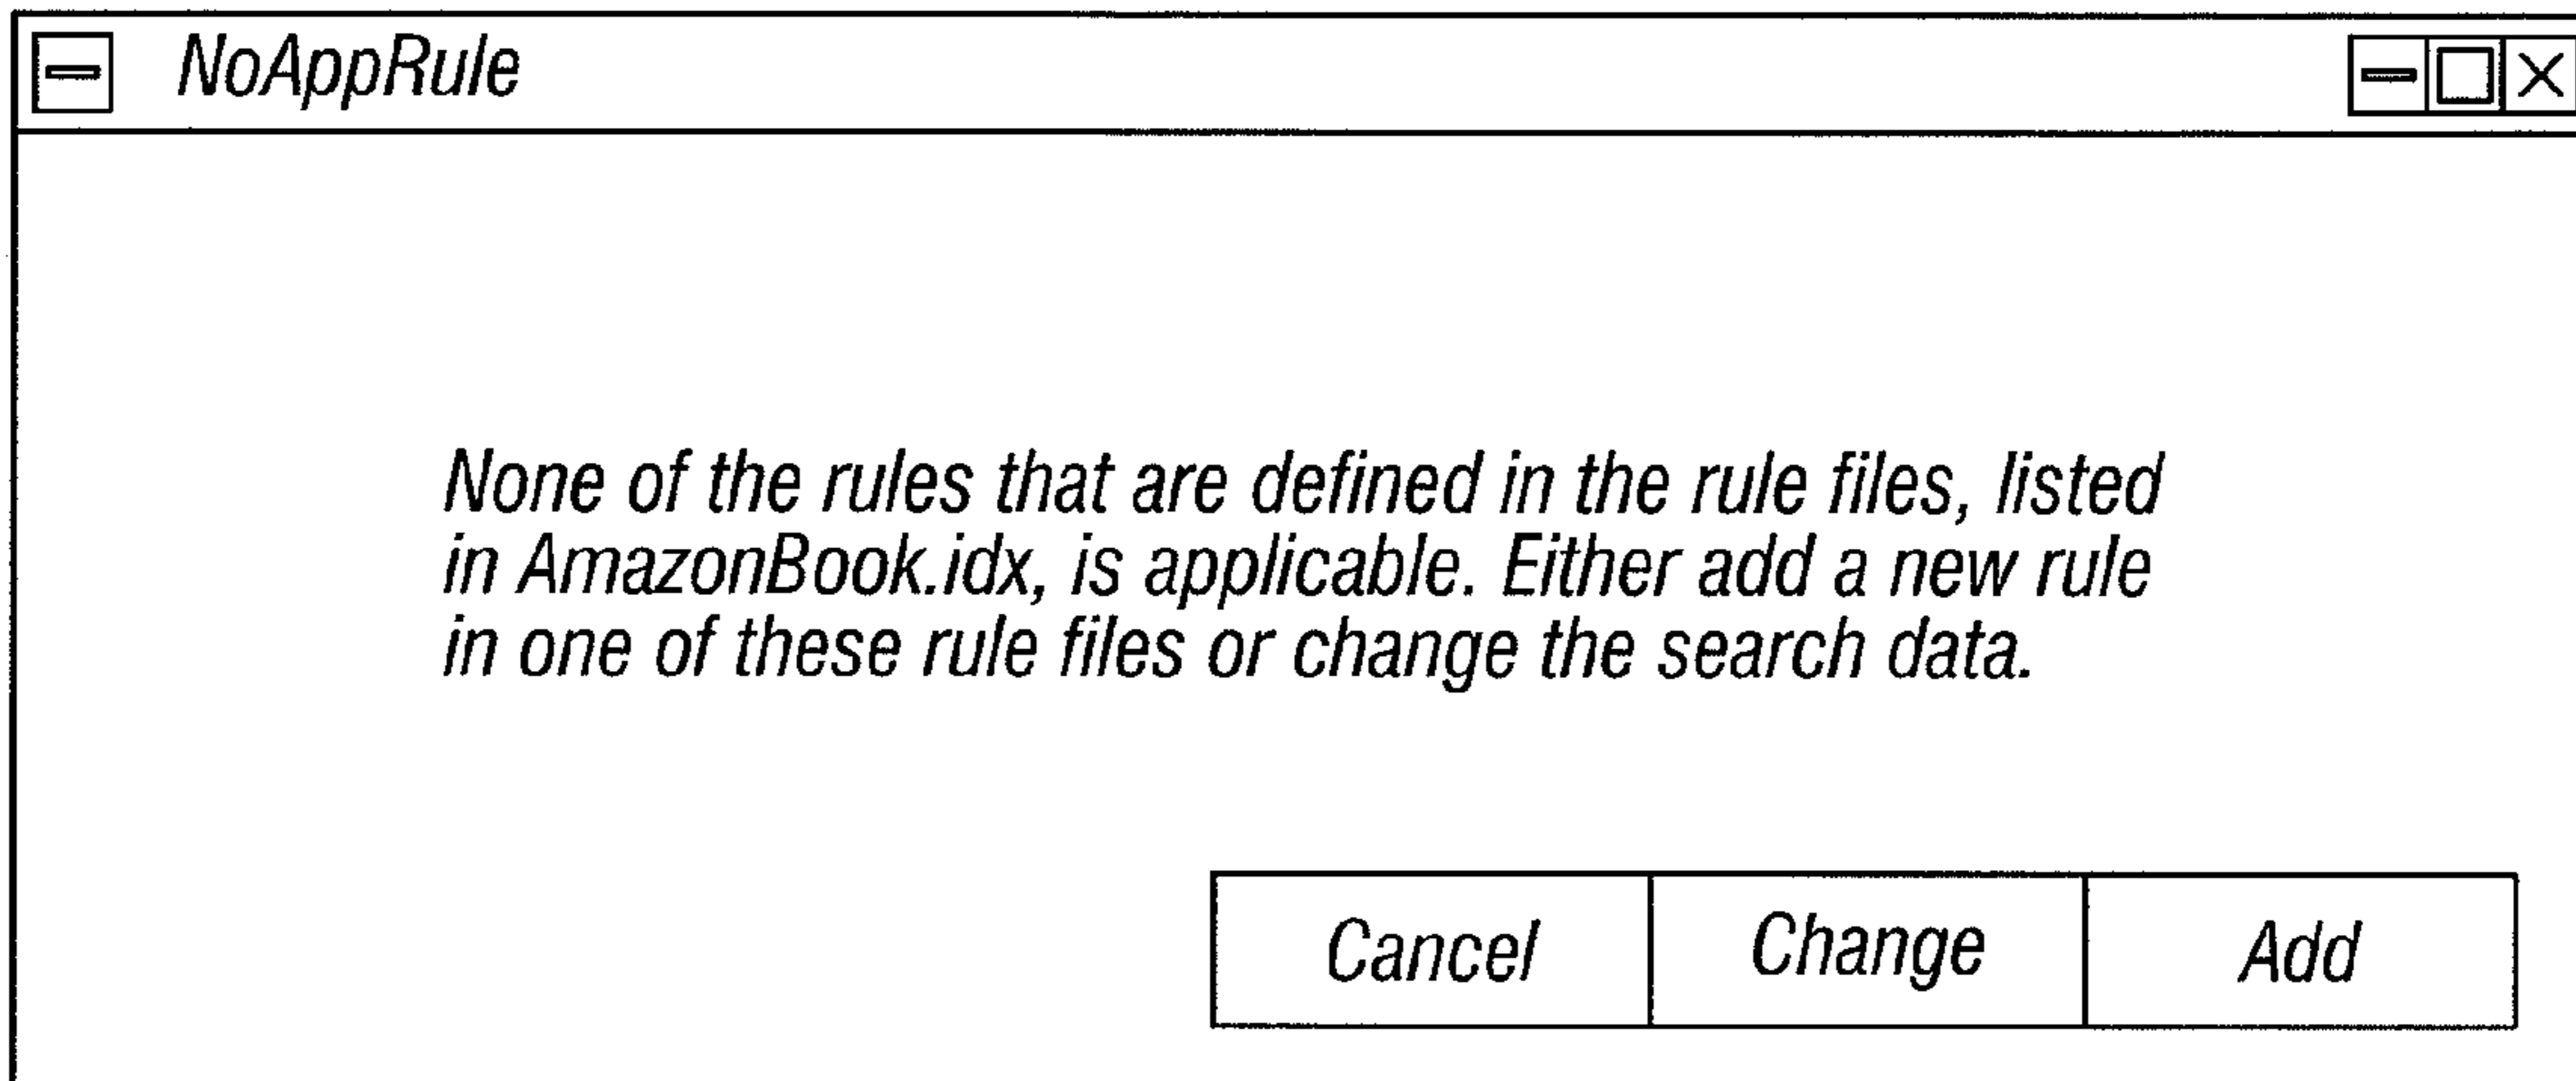 NoAppRule
None of the rules that are defined in the rule files, listed
in AmazonBook.idx, is applicable. Either add a new rule
in one of these rule files or change the search data.
Cancel Change Add